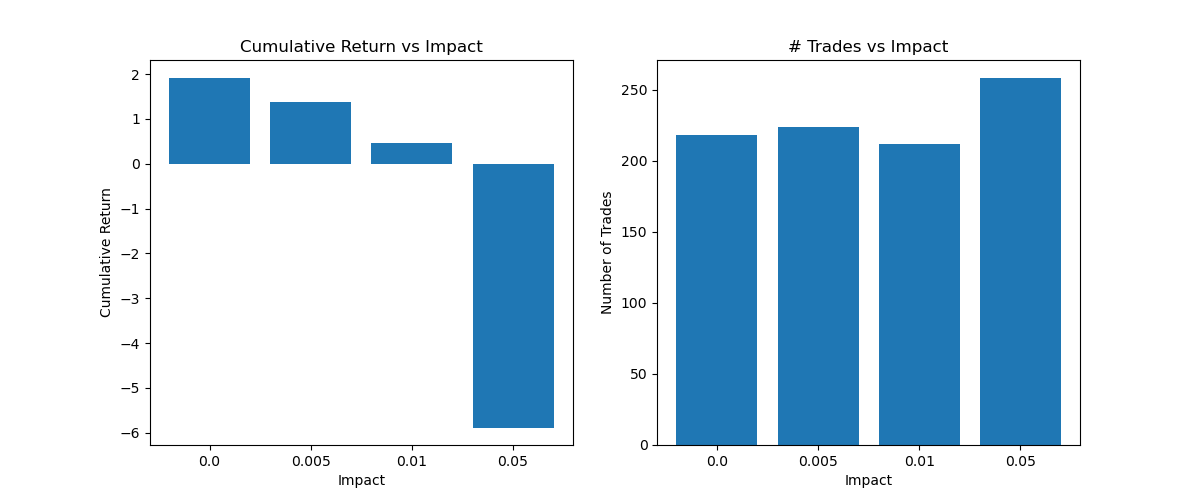 Cumulative Return vs Impact
Cumulative Return
2
1
0
−1
−2
−3
−4
−5
−6
0.0 0.005 0.01 0.05
Impact
# Trades vs Impact
Number of Trades
250
200
150
100
50
0
0.0 0.005 0.01 0.05
Impact